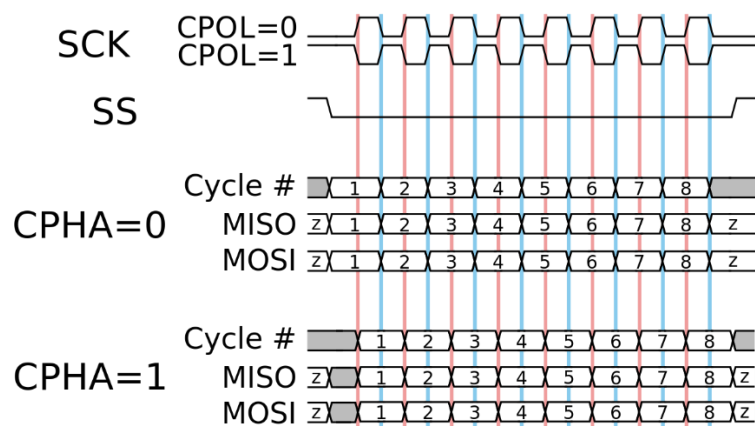 SCK CPOL=0
CPOL=1
SS
Cycle # 1 2 3 4 5 6 7 8
CPHA=0 MISO z 1 2 3 4 5 6 7 8 z
MOSI z 1 2 3 4 5 6 7 8 z
Cycle # 1 2 3 4 5 6 7 8
CPHA=1 MISO z 1 2 3 4 5 6 7 8 z
MOSI z 1 2 3 4 5 6 7 8 z